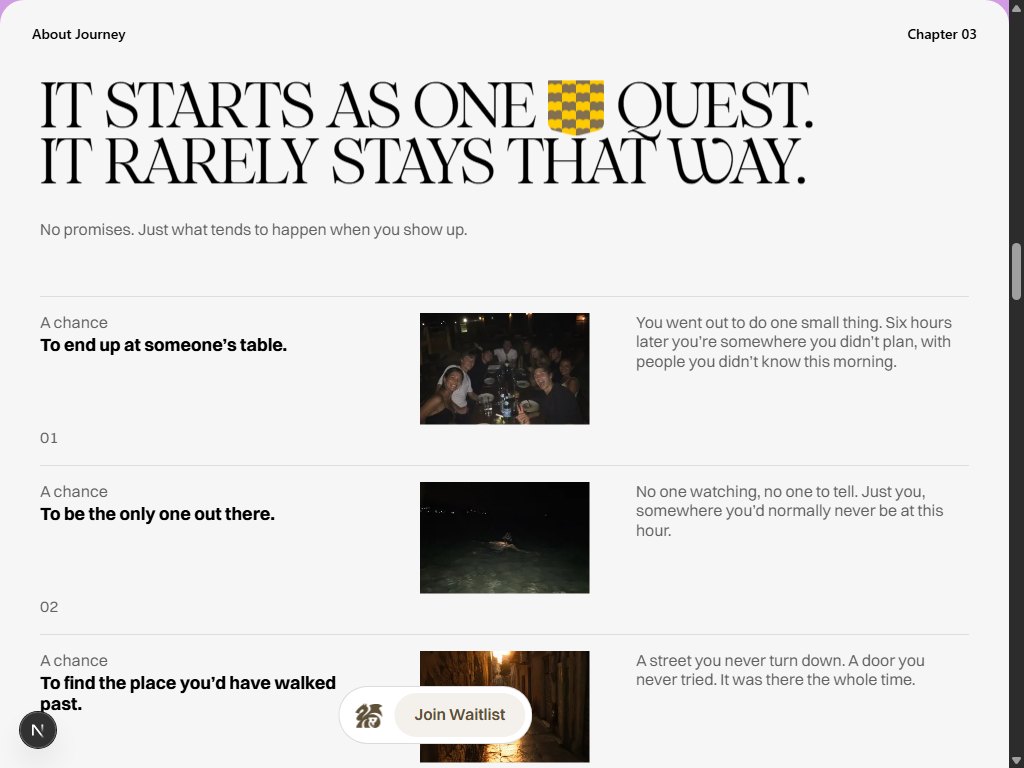 About Journey
Chapter 03
IT STARTS AS ONE QUEST.
IT RARELY STAYS THAT WAY.
No promises. Just what tends to happen when you show up.
A chance
To end up at someone’s table.
You went out to do one small thing. Six hours
later you’re somewhere you didn’t plan, with
people you didn’t know this morning.
01
A chance
To be the only one out there.
No one watching, no one to tell. Just you,
somewhere you’d normally never be at this
hour.
02
A chance
To find the place you’d have walked
past.
A street you never turn down. A door you
never tried. It was there the whole time.
N
Join Waitlist